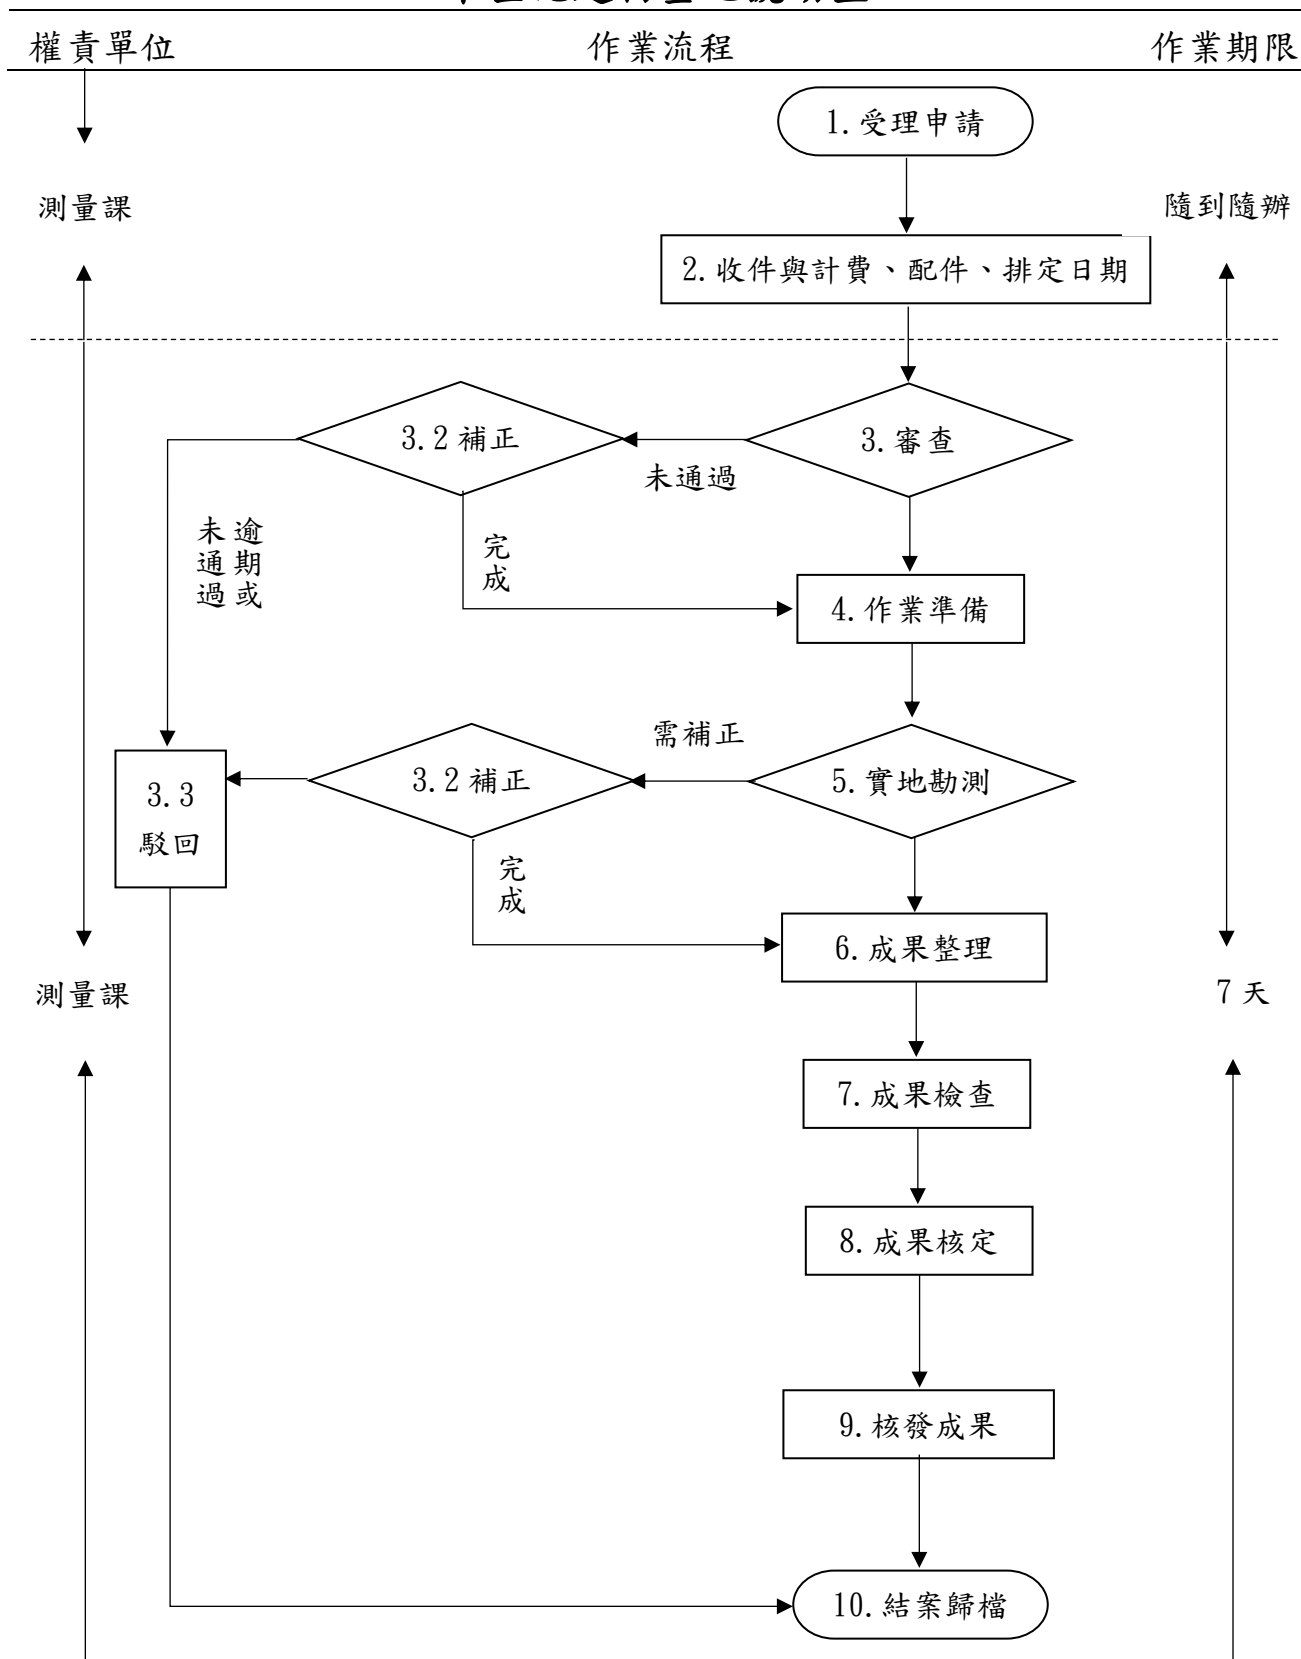 權責單位 作業流程 作業期限
1.受理申請
測量課
隨到隨辦
2.收件與計費、配件、排定日期
3.2補正
3.審查
未通過
逾期或
未通過
完成
4.作業準備
需補正
3.3
駁回
3.2補正
5.實地勘測
完成
6.成果整理
測量課
7天
7.成果檢查
8.成果核定
9.核發成果
10.結案歸檔